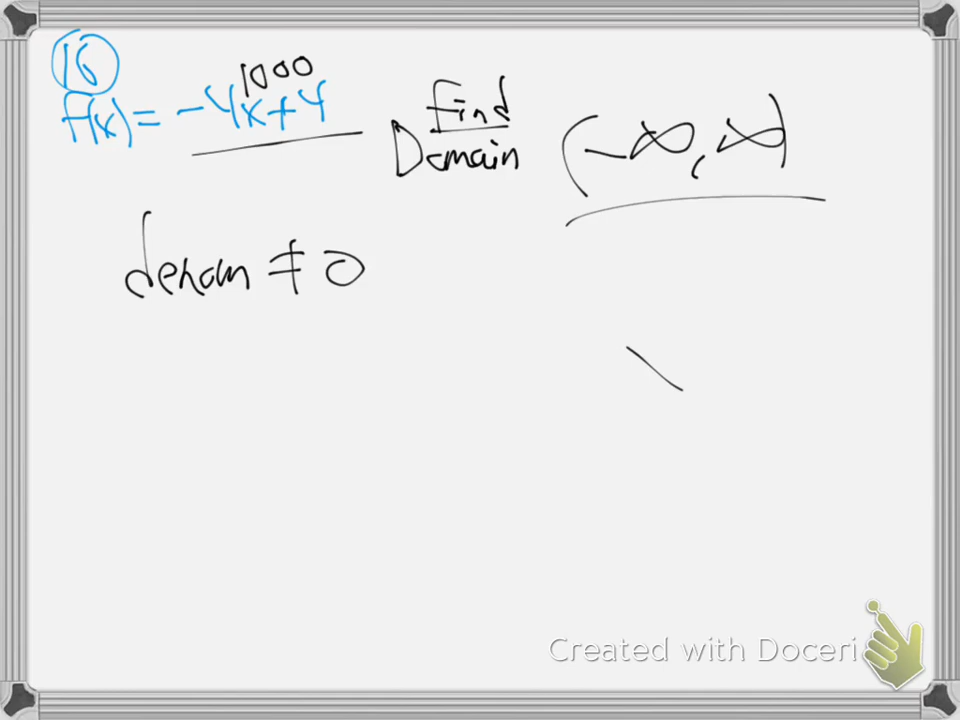 16
1000
f(x) = -4x+4
Find
Domain
(-∞, ∞)
denom ≠ 0
Created with Doceri